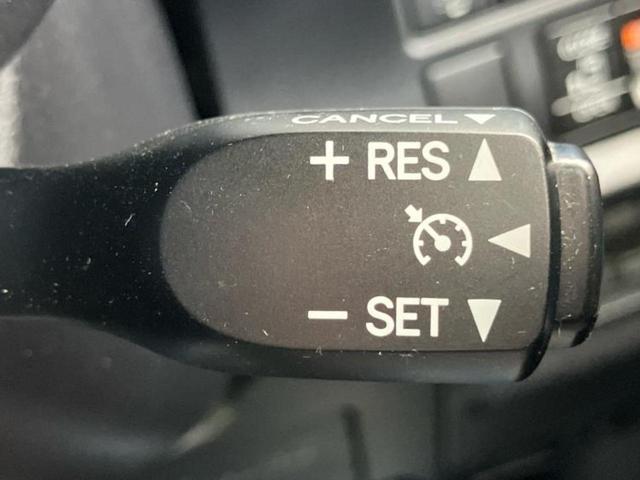 CANCEL ▼
+ RES ▲
◀
− SET ▼